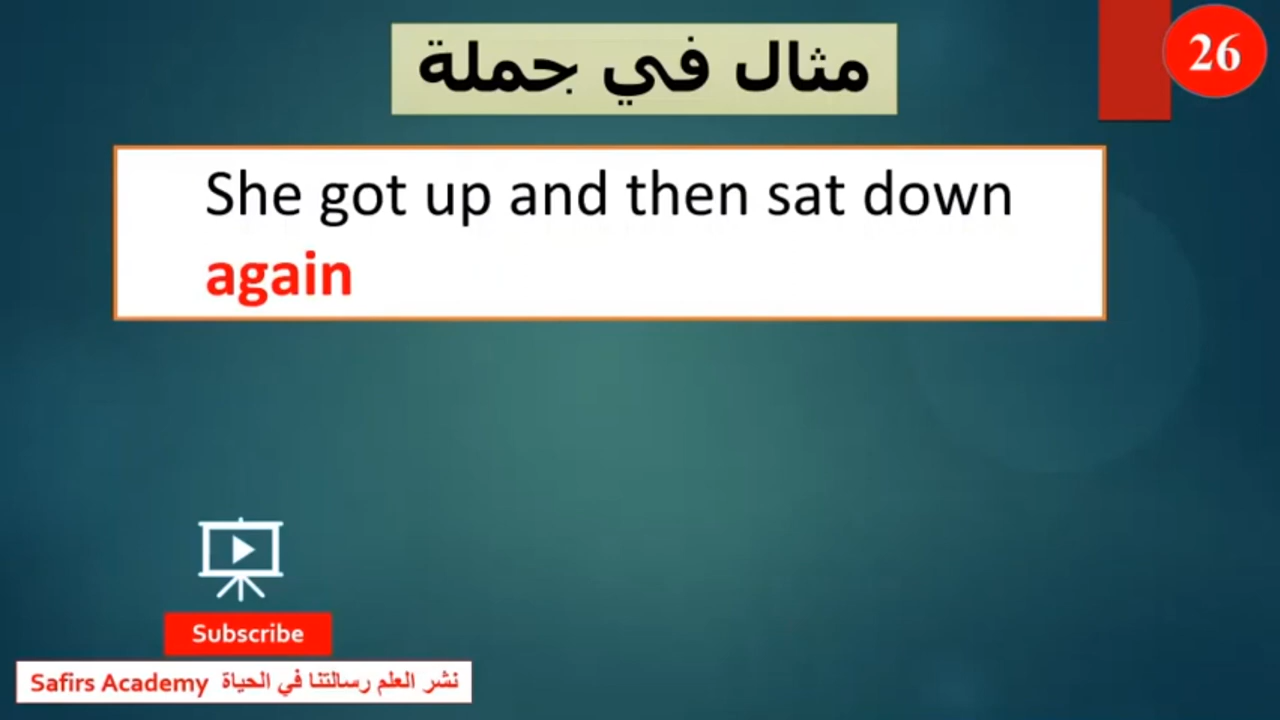 مثال في جملة
26
She got up and then sat down
again
Subscribe
Safirs Academy نشر العلم رسالتنا في الحياة